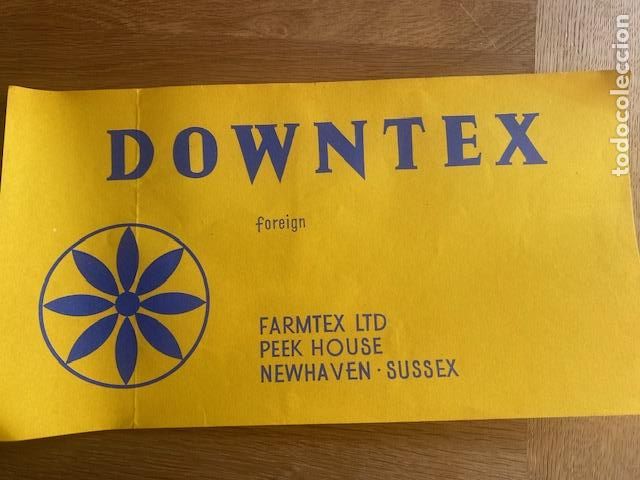 DOWNTEX
foreign
FARMTEX LTD
PEEK HOUSE
NEWHAVEN · SUSSEX
todocoleccion